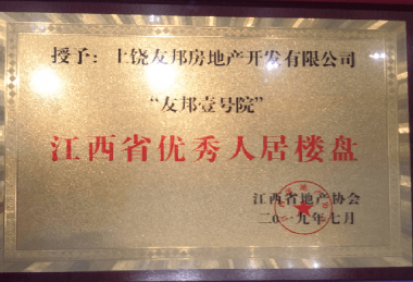 授予：上饶友邦房地产开发有限公司
“友邦·壹号院”
江西省优秀人居楼盘
江西省地产协会
二〇一九年七月